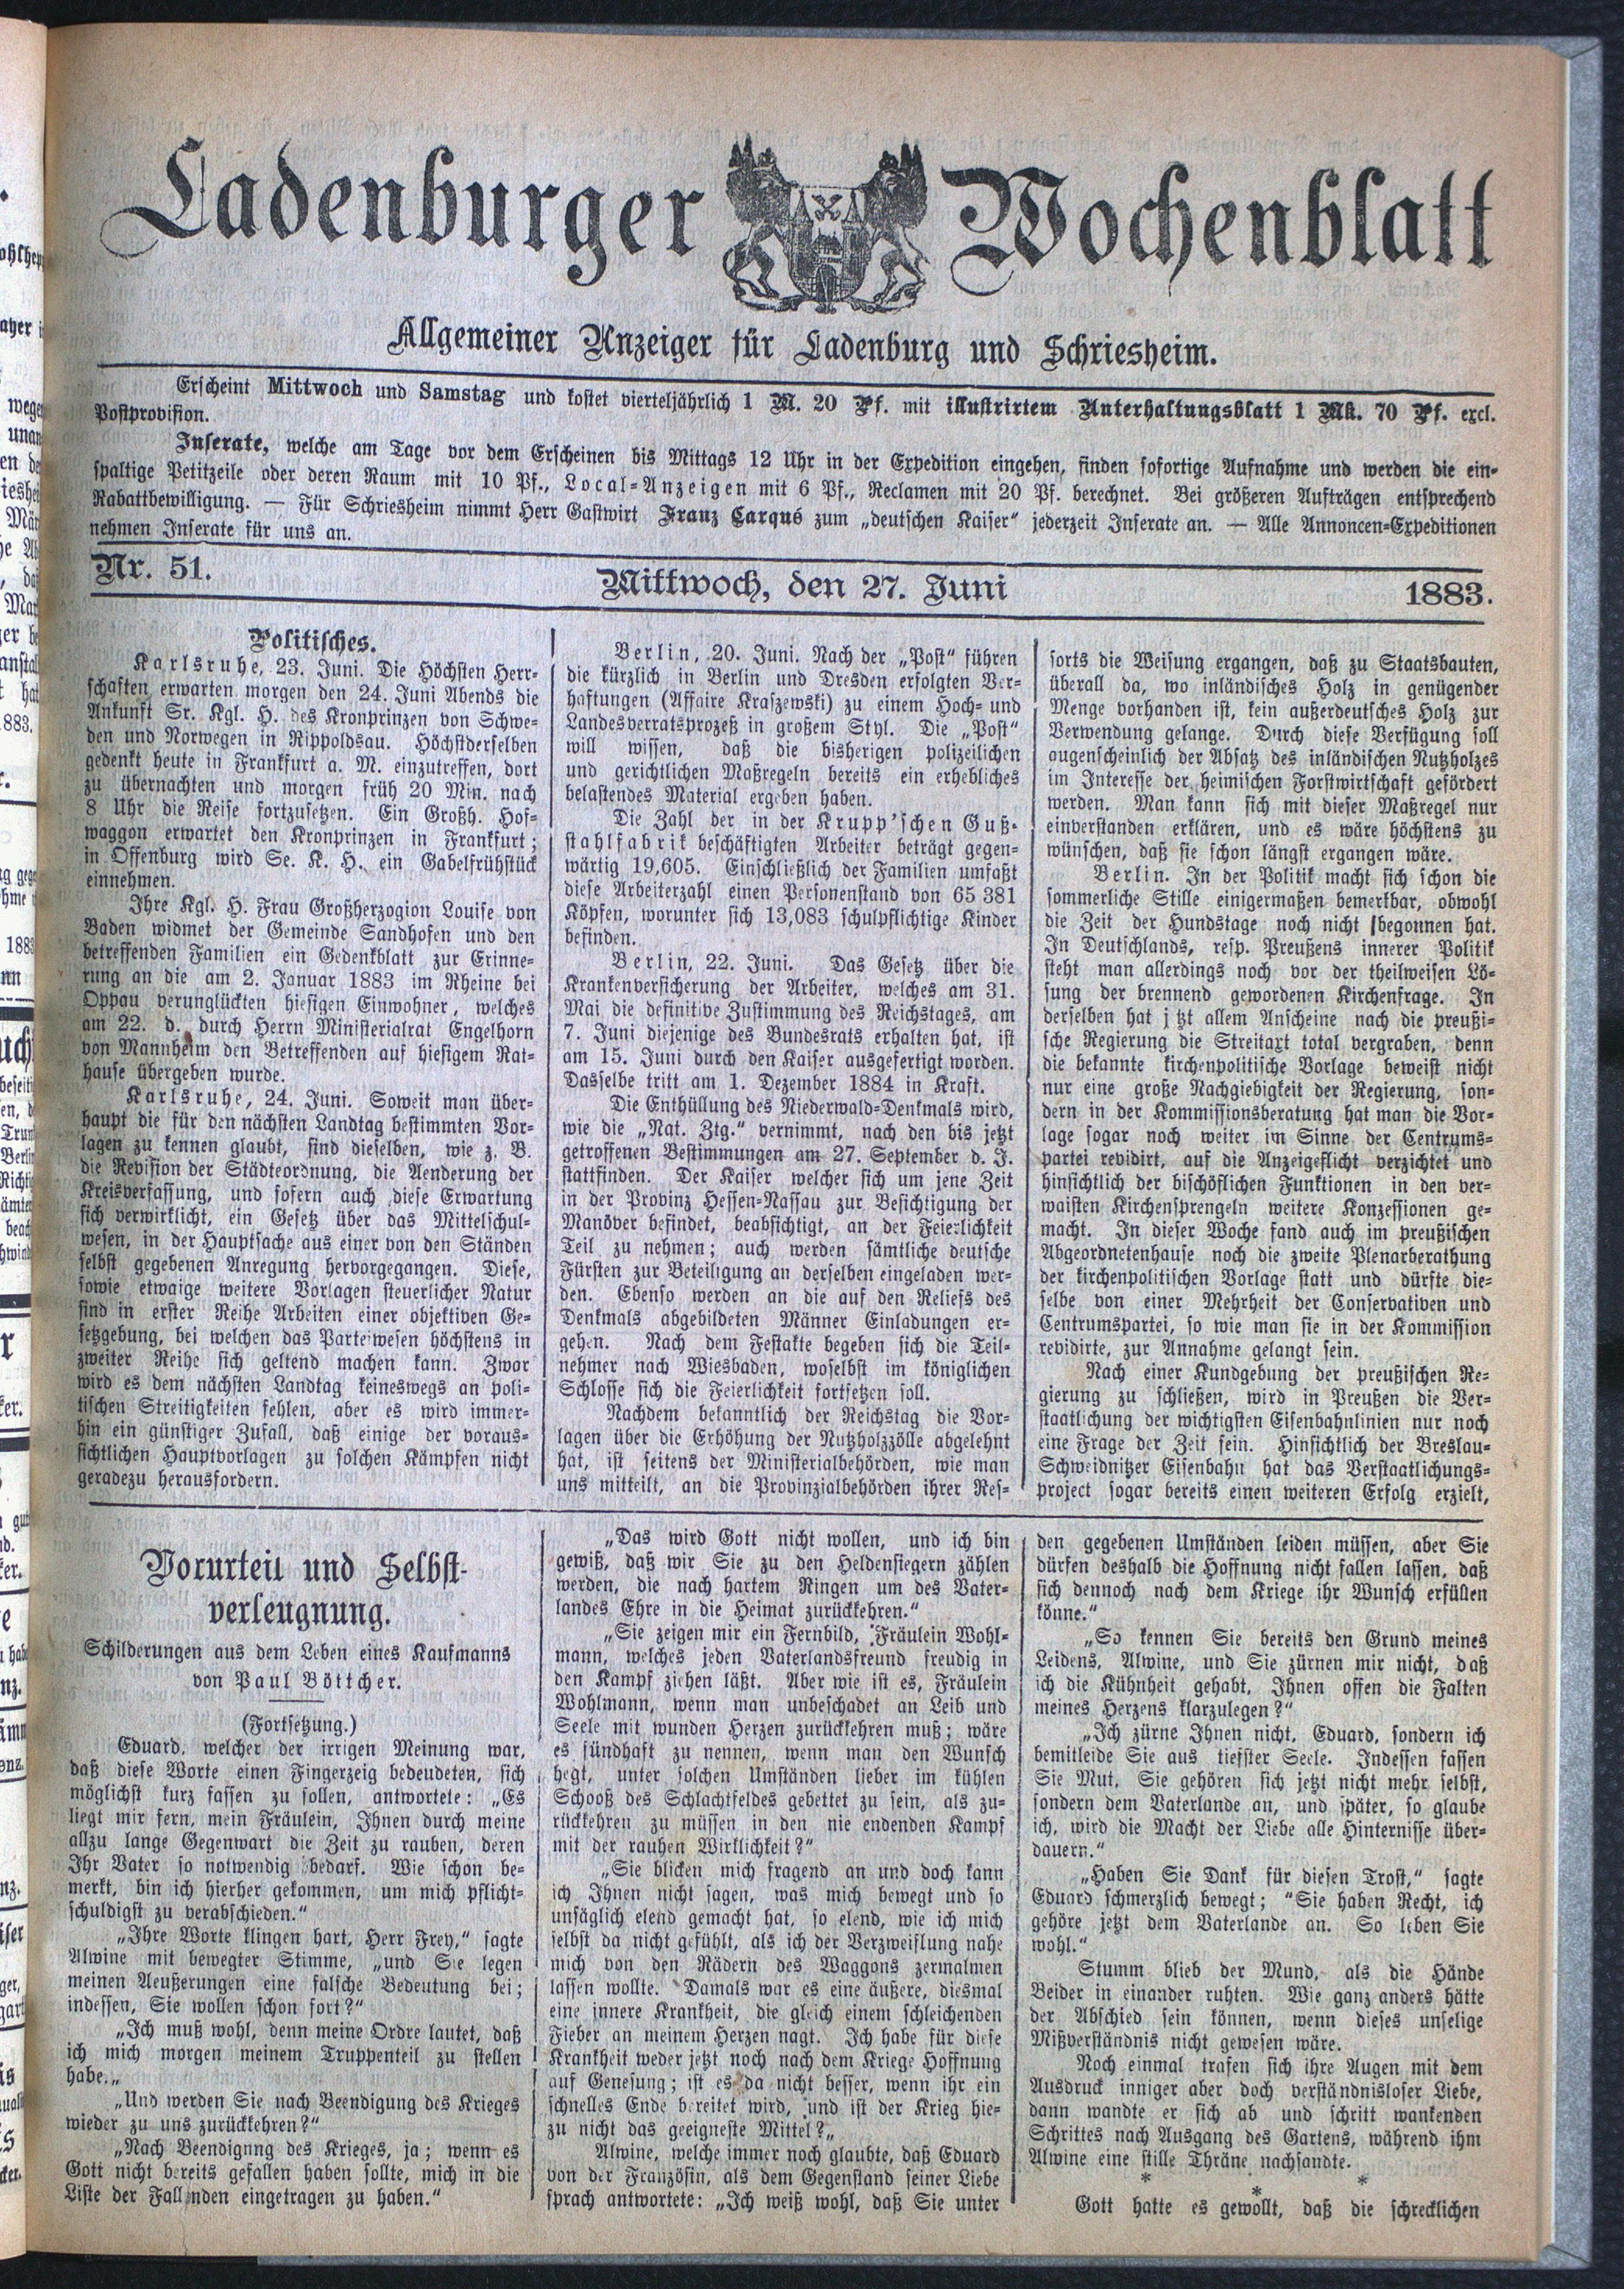 Ladenburger Wochenblatt
Allgemeiner Anzeiger für Ladenburg und Schriesheim.
Erscheint Mittwoch und Samstag und kostet vierteljährlich 1 M. 20 Pf. mit illustrirtem Unterhaltungsblatt 1 Mk. 70 Pf. excl.
Postprovision.
Inserate, welche am Tage vor dem Erscheinen bis Mittags 12 Uhr in der Expedition eingehen, finden sofortige Aufnahme und werden die ein-
spaltige Petitzeile oder deren Raum mit 10 Pf., Local-Anzeigen mit 6 Pf., Reclamen mit 20 Pf. berechnet. Bei größeren Aufträgen entsprechend
Rabattbewilligung. — Für Schriesheim nimmt Herr Gastwirt Franz Carqué zum „deutschen Kaiser" jederzeit Inserate an. — Alle Annoncen-Expeditionen
nehmen Inserate für uns an.
Nr. 51. Mittwoch, den 27. Juni 1883.
Politisches.
Karlsruhe, 23. Juni. Die Höchsten Herr-
schaften erwarten morgen den 24. Juni Abends die
Ankunft Sr. Kgl. H. des Kronprinzen von Schwe-
den und Norwegen in Rippoldsau. Höchstderselben
gedenkt heute in Frankfurt a. M. einzutreffen, dort
zu übernachten und morgen früh 20 Min. nach
8 Uhr die Reise fortzusetzen. Ein Großh. Hof-
waggon erwartet den Kronprinzen in Frankfurt;
in Offenburg wird Se. K. H. ein Gabelfrühstück
einnehmen.
Ihre Kgl. H. Frau Großherzogion Louise von
Baden widmet der Gemeinde Sandhofen und den
betreffenden Familien ein Gedenkblatt zur Erinne-
rung an die am 2. Januar 1883 im Rheine bei
Oppau verunglückten hiesigen Einwohner, welches
am 22. d. durch Herrn Ministerialrat Engelhorn
von Mannheim den Betreffenden auf hiesigem Rat-
hause übergeben wurde.
Karlsruhe, 24. Juni. Soweit man über-
haupt die für den nächsten Landtag bestimmten Vor-
lagen zu kennen glaubt, sind dieselben, wie z. B.
die Revision der Städteordnung, die Aenderung der
Kreisverfassung, und sofern auch diese Erwartung
sich verwirklicht, ein Gesetz über das Mittelschul-
wesen, in der Hauptsache aus einer von den Ständen
selbst gegebenen Anregung hervorgegangen. Diese,
sowie etwaige weitere Vorlagen steuerlicher Natur
sind in erster Reihe Arbeiten einer objektiven Ge-
setzgebung, bei welchen das Parteiwesen höchstens in
zweiter Reihe sich geltend machen kann. Zwar
wird es dem nächsten Landtag keineswegs an poli-
tischen Streitigkeiten fehlen, aber es wird immer-
hin ein günstiger Zufall, daß einige der voraus-
sichtlichen Hauptvorlagen zu solchen Kämpfen nicht
geradezu herausfordern.
Berlin, 20. Juni. Nach der „Post" führen
die kürzlich in Berlin und Dresden erfolgten Ver-
haftungen (Affaire Kraszewski) zu einem Hoch- und
Landesverratsprozeß in großem Styl. Die „Post"
will wissen, daß die bisherigen polizeilichen
und gerichtlichen Maßregeln bereits ein erhebliches
belastendes Material ergeben haben.
Die Zahl der in der Krupp'schen Guß-
stahlfabrik beschäftigten Arbeiter beträgt gegen-
wärtig 19,605. Einschließlich der Familien umfaßt
diese Arbeiterzahl einen Personenstand von 65 381
Köpfen, worunter sich 13,083 schulpflichtige Kinder
befinden.
Berlin, 22. Juni. Das Gesetz über die
Krankenversicherung der Arbeiter, welches am 31.
Mai die definitive Zustimmung des Reichstages, am
7. Juni diejenige des Bundesrats erhalten hat, ist
am 15. Juni durch den Kaiser ausgefertigt worden.
Dasselbe tritt am 1. Dezember 1884 in Kraft.
Die Enthüllung des Niederwald-Denkmals wird,
wie die „Nat. Ztg." vernimmt, nach den bis jetzt
getroffenen Bestimmungen am 27. September d. J.
stattfinden. Der Kaiser welcher sich um jene Zeit
in der Provinz Hessen-Nassau zur Besichtigung der
Manöver befindet, beabsichtigt, an der Feierlichkeit
Teil zu nehmen; auch werden sämtliche deutsche
Fürsten zur Beteiligung an derselben eingeladen wer-
den. Ebenso werden an die auf den Reliefs des
Denkmals abgebildeten Männer Einladungen er-
gehen. Nach dem Festakte begeben sich die Teil-
nehmer nach Wiesbaden, woselbst im königlichen
Schlosse sich die Feierlichkeit fortsetzen soll.
Nachdem bekanntlich der Reichstag die Vor-
lagen über die Erhöhung der Nutzholzzölle abgelehnt
hat, ist seitens der Ministerialbehörden, wie man
uns mitteilt, an die Provinzialbehörden ihrer Res-
sorts die Weisung ergangen, daß zu Staatsbauten,
überall da, wo inländisches Holz in genügender
Menge vorhanden ist, kein außerdeutsches Holz zur
Verwendung gelange. Durch diese Verfügung soll
augenscheinlich der Absatz des inländischen Nutzholzes
im Interesse der heimischen Forstwirtschaft gefördert
werden. Man kann sich mit dieser Maßregel nur
einverstanden erklären, und es wäre höchstens zu
wünschen, daß sie schon längst ergangen wäre.
Berlin. In der Politik macht sich schon die
sommerliche Stille einigermaßen bemerkbar, obwohl
die Zeit der Hundstage noch nicht begonnen hat.
In Deutschlands, resp. Preußens innerer Politik
steht man allerdings noch vor der theilweisen Lö-
sung der brennend gewordenen Kirchenfrage. In
derselben hat j tzt allem Anscheine nach die preußi-
sche Regierung die Streitaxt total vergraben, denn
die bekannte kirchenpolitische Vorlage beweist nicht
nur eine große Nachgiebigkeit der Regierung, son-
dern in der Kommissionsberatung hat man die Vor-
lage sogar noch weiter im Sinne der Centrums-
partei revidirt, auf die Anzeigeflicht verzichtet und
hinsichtlich der bischöflichen Funktionen in den ver-
waisten Kirchensprengeln weitere Konzessionen ge-
macht. In dieser Woche fand auch im preußischen
Abgeordnetenhause noch die zweite Plenarberathung
der kirchenpolitischen Vorlage statt und dürfte die-
selbe von einer Mehrheit der Conservativen und
Centrumspartei, so wie man sie in der Kommission
revidirte, zur Annahme gelangt sein.
Nach einer Kundgebung der preußischen Re-
gierung zu schließen, wird in Preußen die Ver-
staatlichung der wichtigsten Eisenbahnlinien nur noch
eine Frage der Zeit sein. Hinsichtlich der Breslau-
Schweidnitzer Eisenbahn hat das Verstaatlichungs-
project sogar bereits einen weiteren Erfolg erzielt,
Vorurteil und Selbst-
verleugnung.
Schilderungen aus dem Leben eines Kaufmanns
von Paul Böttcher.
(Fortsetzung.)
Eduard, welcher der irrigen Meinung war,
daß diese Worte einen Fingerzeig bedeudeten, sich
möglichst kurz fassen zu sollen, antwortete: „Es
liegt mir fern, mein Fräulein, Ihnen durch meine
allzu lange Gegenwart die Zeit zu rauben, deren
Ihr Vater so notwendig bedarf. Wie schon be-
merkt, bin ich hierher gekommen, um mich pflicht-
schuldigst zu verabschieden."
„Ihre Worte klingen hart, Herr Frey," sagte
Alwine mit bewegter Stimme, „und Sie legen
meinen Aeußerungen eine falsche Bedeutung bei;
indessen, Sie wollen schon fort?"
„Ich muß wohl, denn meine Ordre lautet, daß
ich mich morgen meinem Truppenteil zu stellen
habe.„
„Und werden Sie nach Beendigung des Krieges
wieder zu uns zurückkehren?"
„Nach Beendignng des Krieges, ja; wenn es
Gott nicht bereits gefallen haben sollte, mich in die
Liste der Fallenden eingetragen zu haben."
„Das wird Gott nicht wollen, und ich bin
gewiß, daß wir Sie zu den Heldensiegern zählen
werden, die nach hartem Ringen um des Vater-
landes Ehre in die Heimat zurückkehren."
„Sie zeigen mir ein Fernbild, Fräulein Wohl-
mann, welches jeden Vaterlandsfreund freudig in
den Kampf ziehen läßt. Aber wie ist es, Fräulein
Wohlmann, wenn man unbeschadet an Leib und
Seele mit wunden Herzen zurückkehren muß; wäre
es sündhaft zu nennen, wenn man den Wunsch
hegt, unter solchen Umständen lieber im kühlen
Schooß des Schlachtfeldes gebettet zu sein, als zu-
rückkehren zu müssen in den nie endenden Kampf
mit der rauhen Wirklichkeit?"
„Sie blicken mich fragend an und doch kann
ich Ihnen nicht sagen, was mich bewegt und so
unsäglich elend gemacht hat, so elend, wie ich mich
selbst da nicht gefühlt, als ich der Verzweiflung nahe
mich von den Rädern des Waggons zermalmen
lassen wollte. Damals war es eine äußere, diesmal
eine innere Krankheit, die gleich einem schleichenden
Fieber an meinem Herzen nagt. Ich habe für diese
Krankheit weder jetzt noch nach dem Kriege Hoffnung
auf Genesung; ist es da nicht besser, wenn ihr ein
schnelles Ende bereitet wird, und ist der Krieg hie-
zu nicht das geeigneste Mittel?„
Alwine, welche immer noch glaubte, daß Eduard
von der Französin, als dem Gegenstand seiner Liebe
sprach antwortete: „Ich weiß wohl, daß Sie unter
den gegebenen Umständen leiden müssen, aber Sie
dürfen deshalb die Hoffnung nicht fallen lassen, daß
sich dennoch nach dem Kriege ihr Wunsch erfüllen
könne."
„So kennen Sie bereits den Grund meines
Leidens, Alwine, und Sie zürnen mir nicht, daß
ich die Kühnheit gehabt, Ihnen offen die Falten
meines Herzens klarzulegen?"
„Ich zürne Ihnen nicht, Eduard, sondern ich
bemitleide Sie aus tiefster Seele. Indessen fassen
Sie Mut, Sie gehören sich jetzt nicht mehr selbst,
sondern dem Vaterlande an, und später, so glaube
ich, wird die Macht der Liebe alle Hinternisse über-
dauern."
„Haben Sie Dank für diesen Trost," sagte
Eduard schmerzlich bewegt; "Sie haben Recht, ich
gehöre jetzt dem Vaterlande an. So leben Sie
wohl."
Stumm blieb der Mund, als die Hände
Beider in einander ruhten. Wie ganz anders hätte
der Abschied sein können, wenn dieses unselige
Mißverständnis nicht gewesen wäre.
Noch einmal trafen sich ihre Augen mit dem
Ausdruck inniger aber doch verständnisloser Liebe,
dann wandte er sich ab und schritt wankenden
Schrittes nach Ausgang des Gartens, während ihm
Alwine eine stille Thräne nachsandte.
* * *
Gott hatte es gewollt, daß die schrecklichen